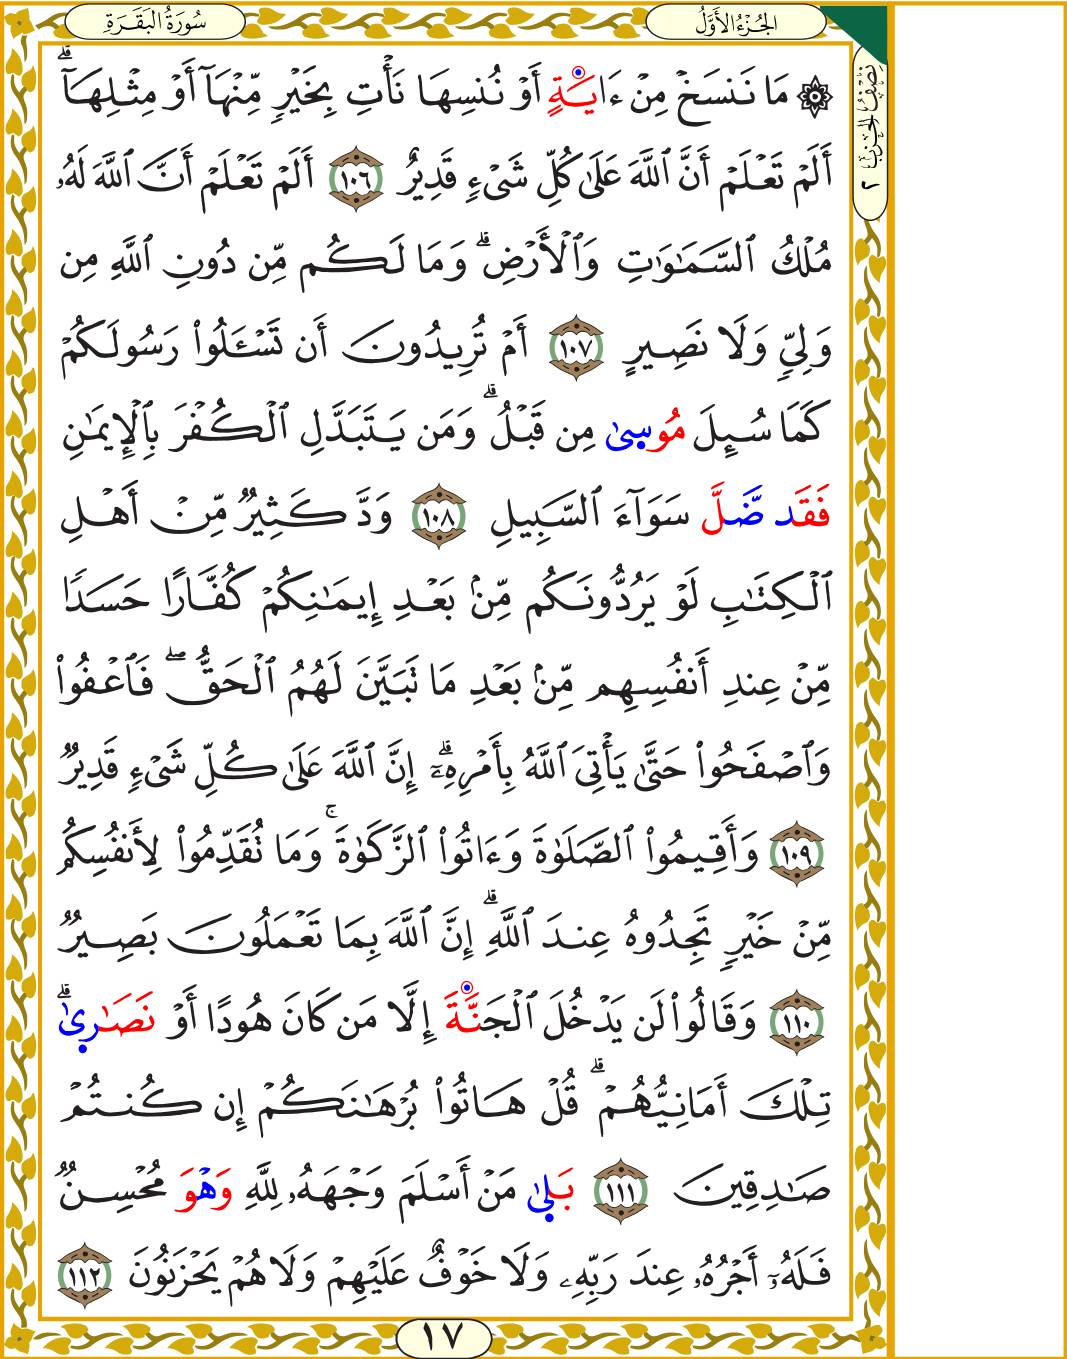 سُورَةُ البَقَرَةِ
الجُزْءُ الأَوَّلُ
نِصْفُ الحِزْبِ ٢
۞ مَا نَنسَخْ مِنْ ءَايَةٍ أَوْ نُنسِهَا نَأْتِ بِخَيْرٍ مِّنْهَآ أَوْ مِثْلِهَآ ۗ
أَلَمْ تَعْلَمْ أَنَّ ٱللَّهَ عَلَىٰ كُلِّ شَىْءٍ قَدِيرٌ ١٠٦ أَلَمْ تَعْلَمْ أَنَّ ٱللَّهَ لَهُۥ
مُلْكُ ٱلسَّمَٰوَٰتِ وَٱلْأَرْضِ ۗ وَمَا لَكُم مِّن دُونِ ٱللَّهِ مِن
وَلِىٍّ وَلَا نَصِيرٍ ١٠٧ أَمْ تُرِيدُونَ أَن تَسْـَٔلُوا۟ رَسُولَكُمْ
كَمَا سُئِلَ مُوسىٰ مِن قَبْلُ ۗ وَمَن يَتَبَدَّلِ ٱلْكُفْرَ بِٱلْإِيمَٰنِ
فَقَد ضَّلَّ سَوَآءَ ٱلسَّبِيلِ ١٠٨ وَدَّ كَثِيرٌ مِّنْ أَهْلِ
ٱلْكِتَٰبِ لَوْ يَرُدُّونَكُم مِّنۢ بَعْدِ إِيمَٰنِكُمْ كُفَّارًا حَسَدًا
مِّنْ عِندِ أَنفُسِهِم مِّنۢ بَعْدِ مَا تَبَيَّنَ لَهُمُ ٱلْحَقُّ ۖ فَٱعْفُوا۟
وَٱصْفَحُوا۟ حَتَّىٰ يَأْتِىَ ٱللَّهُ بِأَمْرِهِۦٓ ۗ إِنَّ ٱللَّهَ عَلَىٰ كُلِّ شَىْءٍ قَدِيرٌ
١٠٩ وَأَقِيمُوا۟ ٱلصَّلَوٰةَ وَءَاتُوا۟ ٱلزَّكَوٰةَ ۚ وَمَا تُقَدِّمُوا۟ لِأَنفُسِكُم
مِّنْ خَيْرٍ تَجِدُوهُ عِندَ ٱللَّهِ ۗ إِنَّ ٱللَّهَ بِمَا تَعْمَلُونَ بَصِيرٌ
١١٠ وَقَالُوا۟ لَن يَدْخُلَ ٱلْجَنَّةَ إِلَّا مَن كَانَ هُودًا أَوْ نَصَٰرىٰ ۗ
تِلْكَ أَمَانِيُّهُمْ ۗ قُلْ هَاتُوا۟ بُرْهَٰنَكُمْ إِن كُنتُمْ
صَٰدِقِينَ ١١١ بَلىٰ مَنْ أَسْلَمَ وَجْهَهُۥ لِلَّهِ وَهْوَ مُحْسِنٌ
فَلَهُۥٓ أَجْرُهُۥ عِندَ رَبِّهِۦ وَلَا خَوْفٌ عَلَيْهِمْ وَلَا هُمْ يَحْزَنُونَ ١١٢
١٧